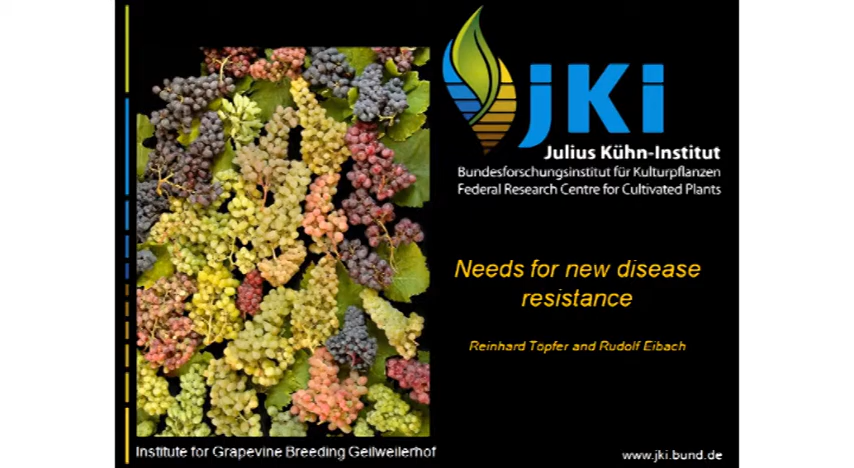 JKi
Julius Kühn-Institut
Bundesforschungsinstitut für Kulturpflanzen
Federal Research Centre for Cultivated Plants
Needs for new disease
resistance
Reinhard Töpfer and Rudolf Eibach
Institute for Grapevine Breeding Geilweilerhof
www.jki.bund.de